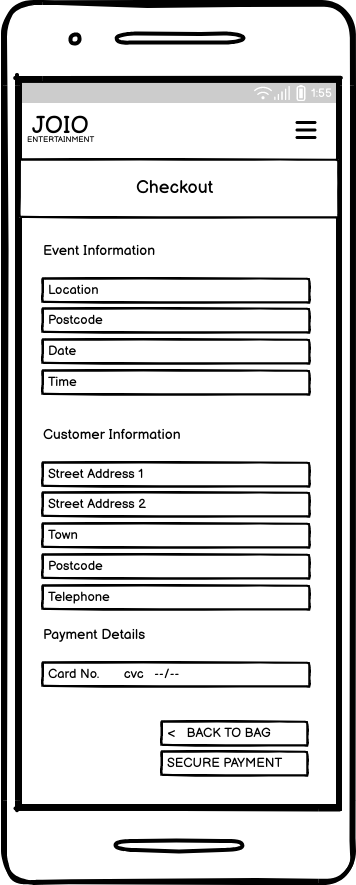 1:55
JOIO
ENTERTAINMENT
Checkout
Event Information
Location
Postcode
Date
Time
Customer Information
Street Address 1
Street Address 2
Town
Postcode
Telephone
Payment Details
Card No. cvc --/--
< BACK TO BAG
SECURE PAYMENT